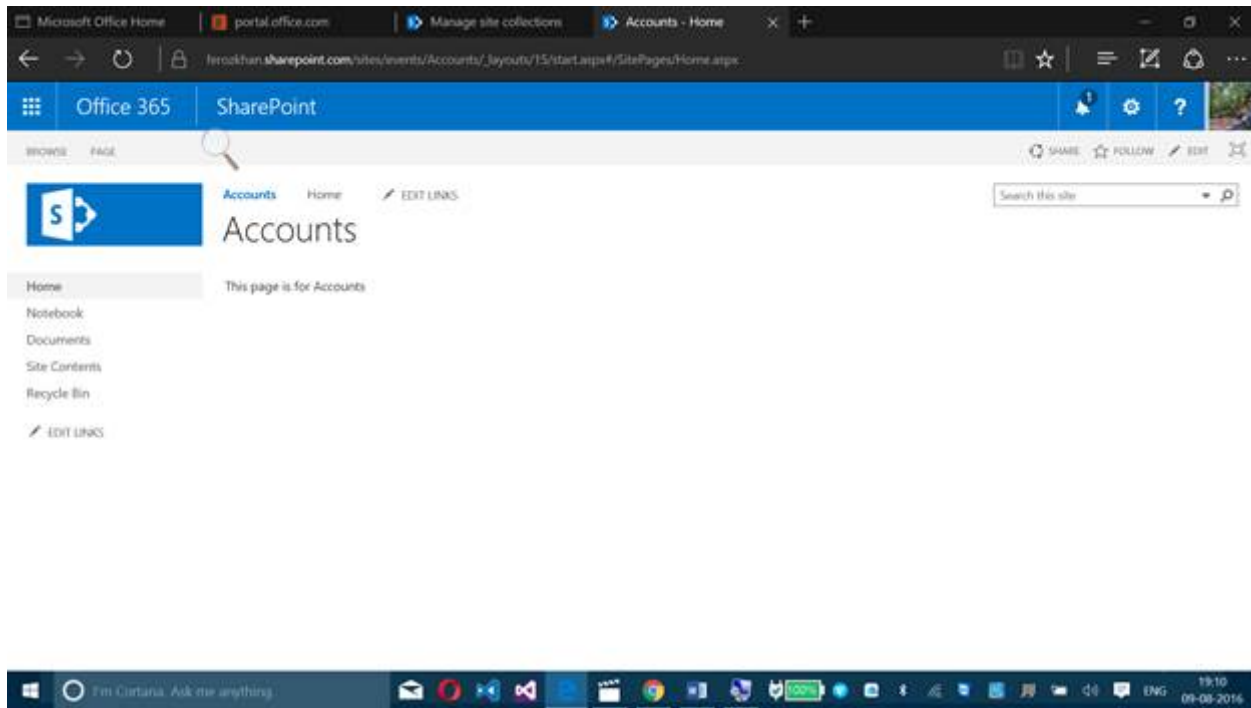 Microsoft Office Home portal.office.com Manage site collections Accounts - Home
ferozkhan.sharepoint.com/sites/events/Accounts/_layouts/15/start.aspx#/SitePages/Home.aspx
Office 365 SharePoint 1 ?
BROWSE PAGE SHARE FOLLOW EDIT
S Accounts Home EDIT LINKS Search this site
Accounts
Home This page is for Accounts
Notebook
Documents
Site Contents
Recycle Bin
EDIT LINKS
I'm Cortana. Ask me anything. 100% ENG 19:10
09-08-2016